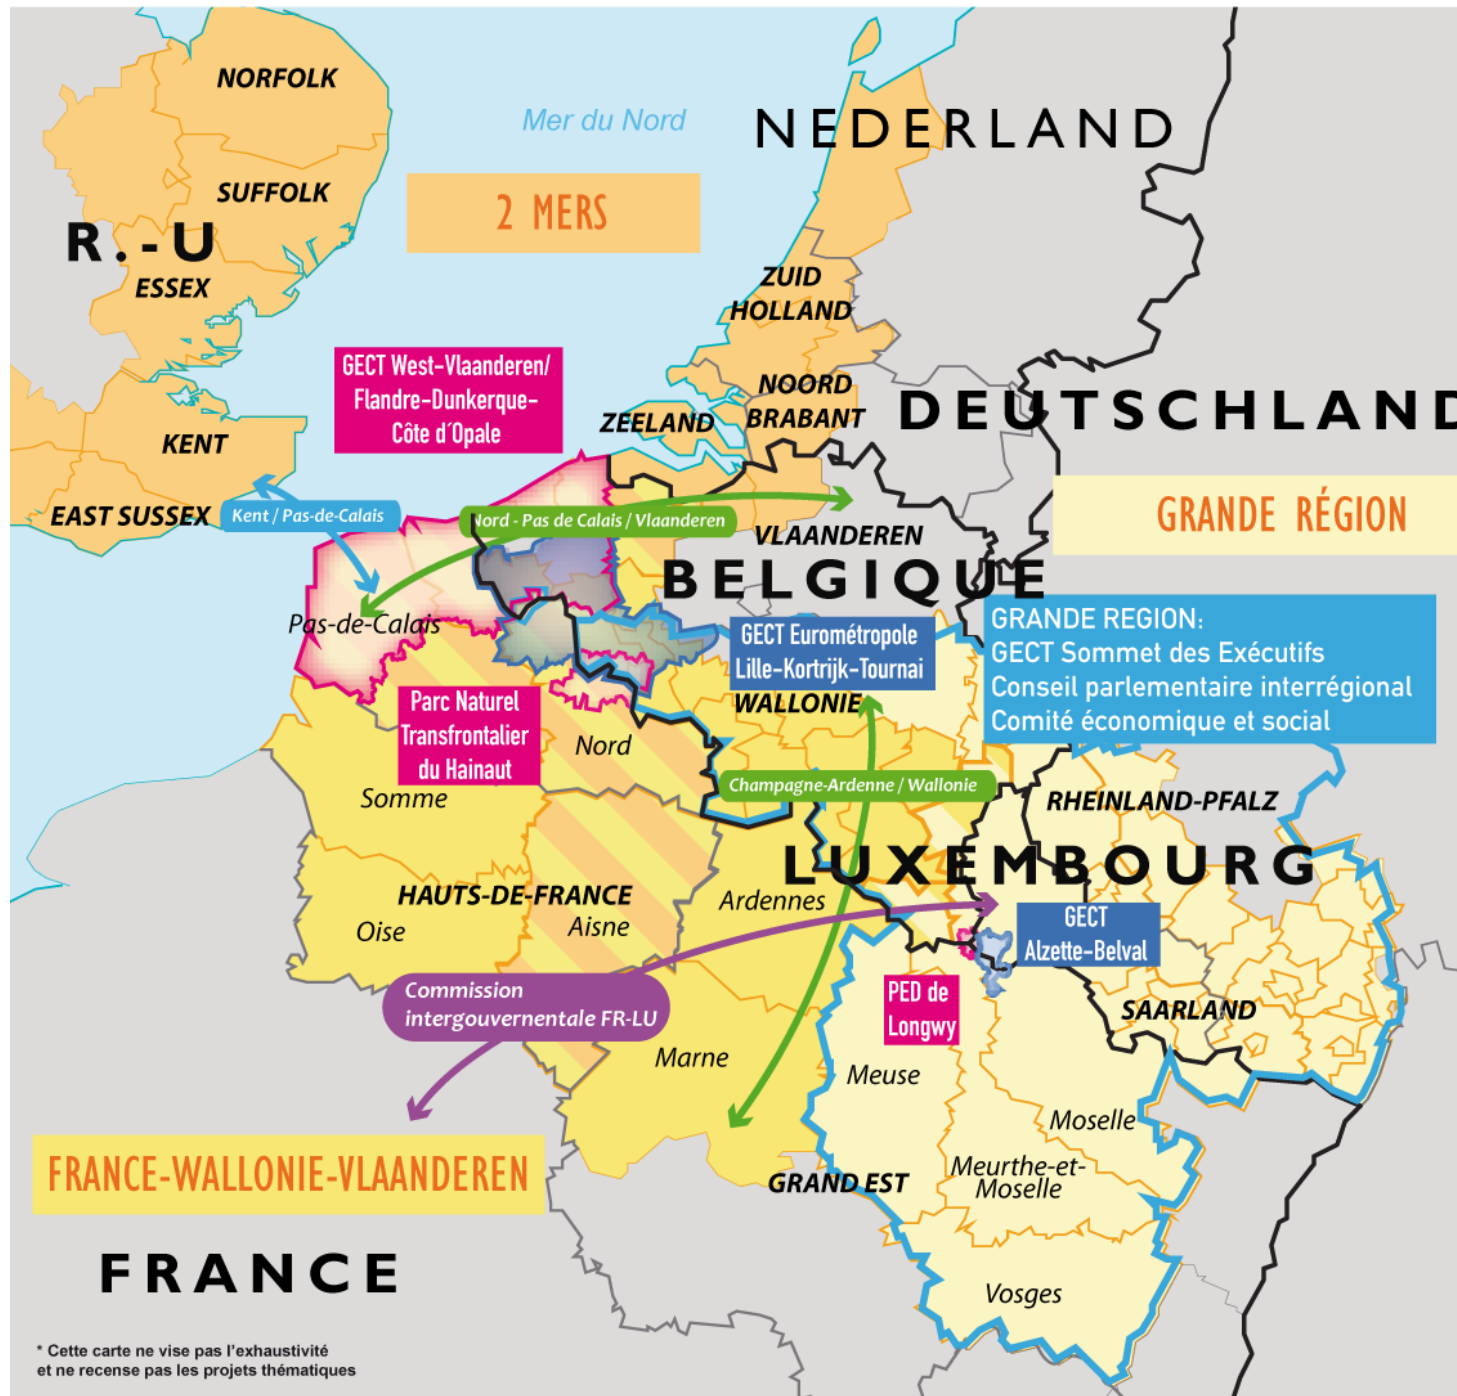 NORFOLK
Mer du Nord
NEDERLAND
SUFFOLK
2 MERS
R.-U
ESSEX
ZUID
HOLLAND
GECT West-Vlaanderen/
Flandre-Dunkerque-
Côte d´Opale
NOORD
BRABANT
DEUTSCHLAND
ZEELAND
KENT
EAST SUSSEX
Kent / Pas-de-Calais
Nord - Pas de Calais / Vlaanderen
VLAANDEREN
GRANDE RÉGION
BELGIQUE
Pas-de-Calais
GECT Eurométropole
Lille-Kortrijk-Tournai
GRANDE REGION:
GECT Sommet des Exécutifs
Conseil parlementaire interrégional
Comité économique et social
Parc Naturel
Transfrontalier
du Hainaut
WALLONIE
Nord
Somme
Champagne-Ardenne / Wallonie
RHEINLAND-PFALZ
LUXEMBOURG
HAUTS-DE-FRANCE
Ardennes
Oise
Aisne
GECT
Alzette-Belval
Commission
intergouvernementale FR-LU
PED de
Longwy
SAARLAND
Marne
Meuse
Moselle
FRANCE-WALLONIE-VLAANDEREN
GRAND EST
Meurthe-et-
Moselle
FRANCE
Vosges
* Cette carte ne vise pas l'exhaustivité
et ne recense pas les projets thématiques